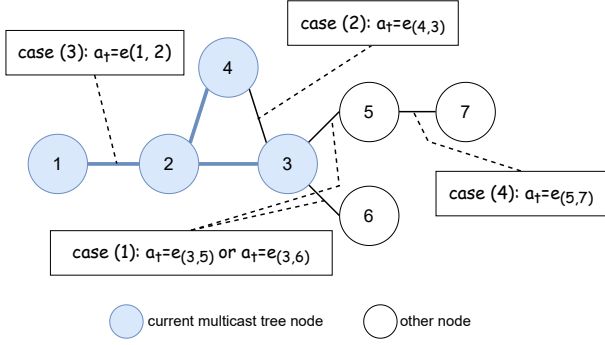 case (2): aₜ=e(4,3)
case (3): aₜ=e(1, 2)
4
5
7
1
2
3
case (4): aₜ=e(5,7)
6
case (1): aₜ=e(3,5) or aₜ=e(3,6)
current multicast tree node
other node